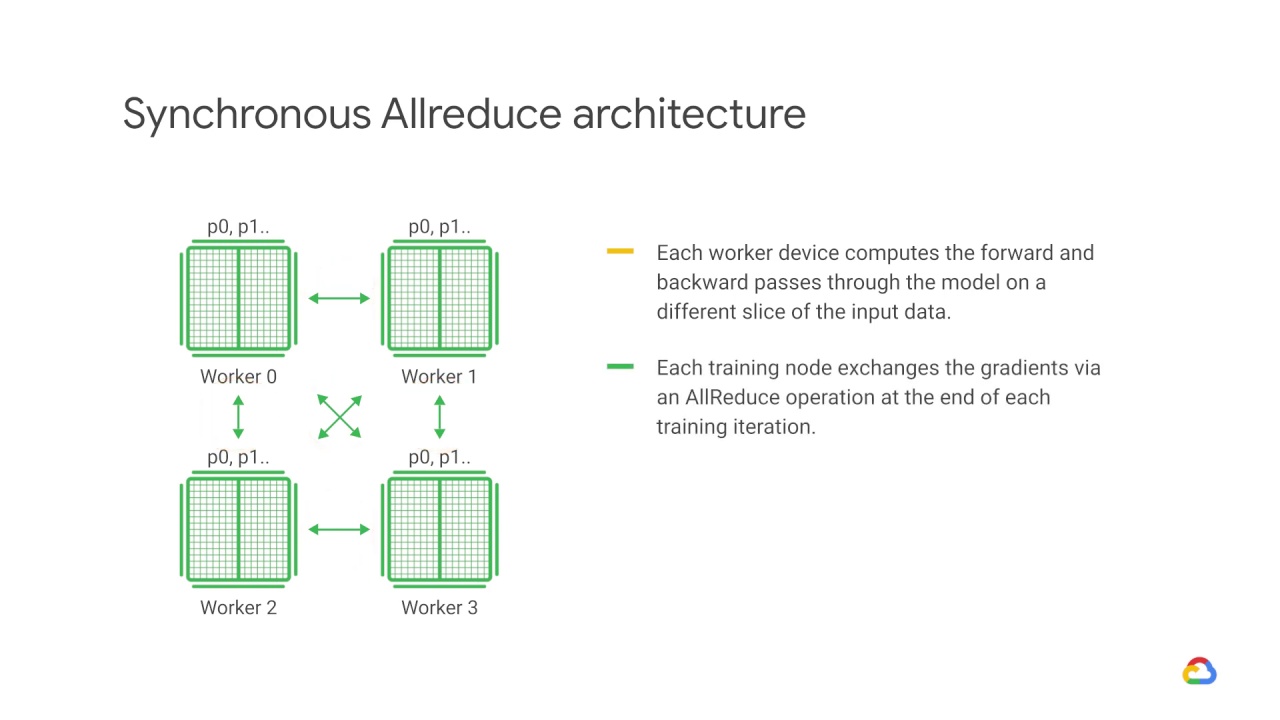 Synchronous Allreduce architecture
p0, p1..
p0, p1..
Worker 0
Worker 1
p0, p1..
p0, p1..
Worker 2
Worker 3
Each worker device computes the forward and
backward passes through the model on a
different slice of the input data.
Each training node exchanges the gradients via
an AllReduce operation at the end of each
training iteration.